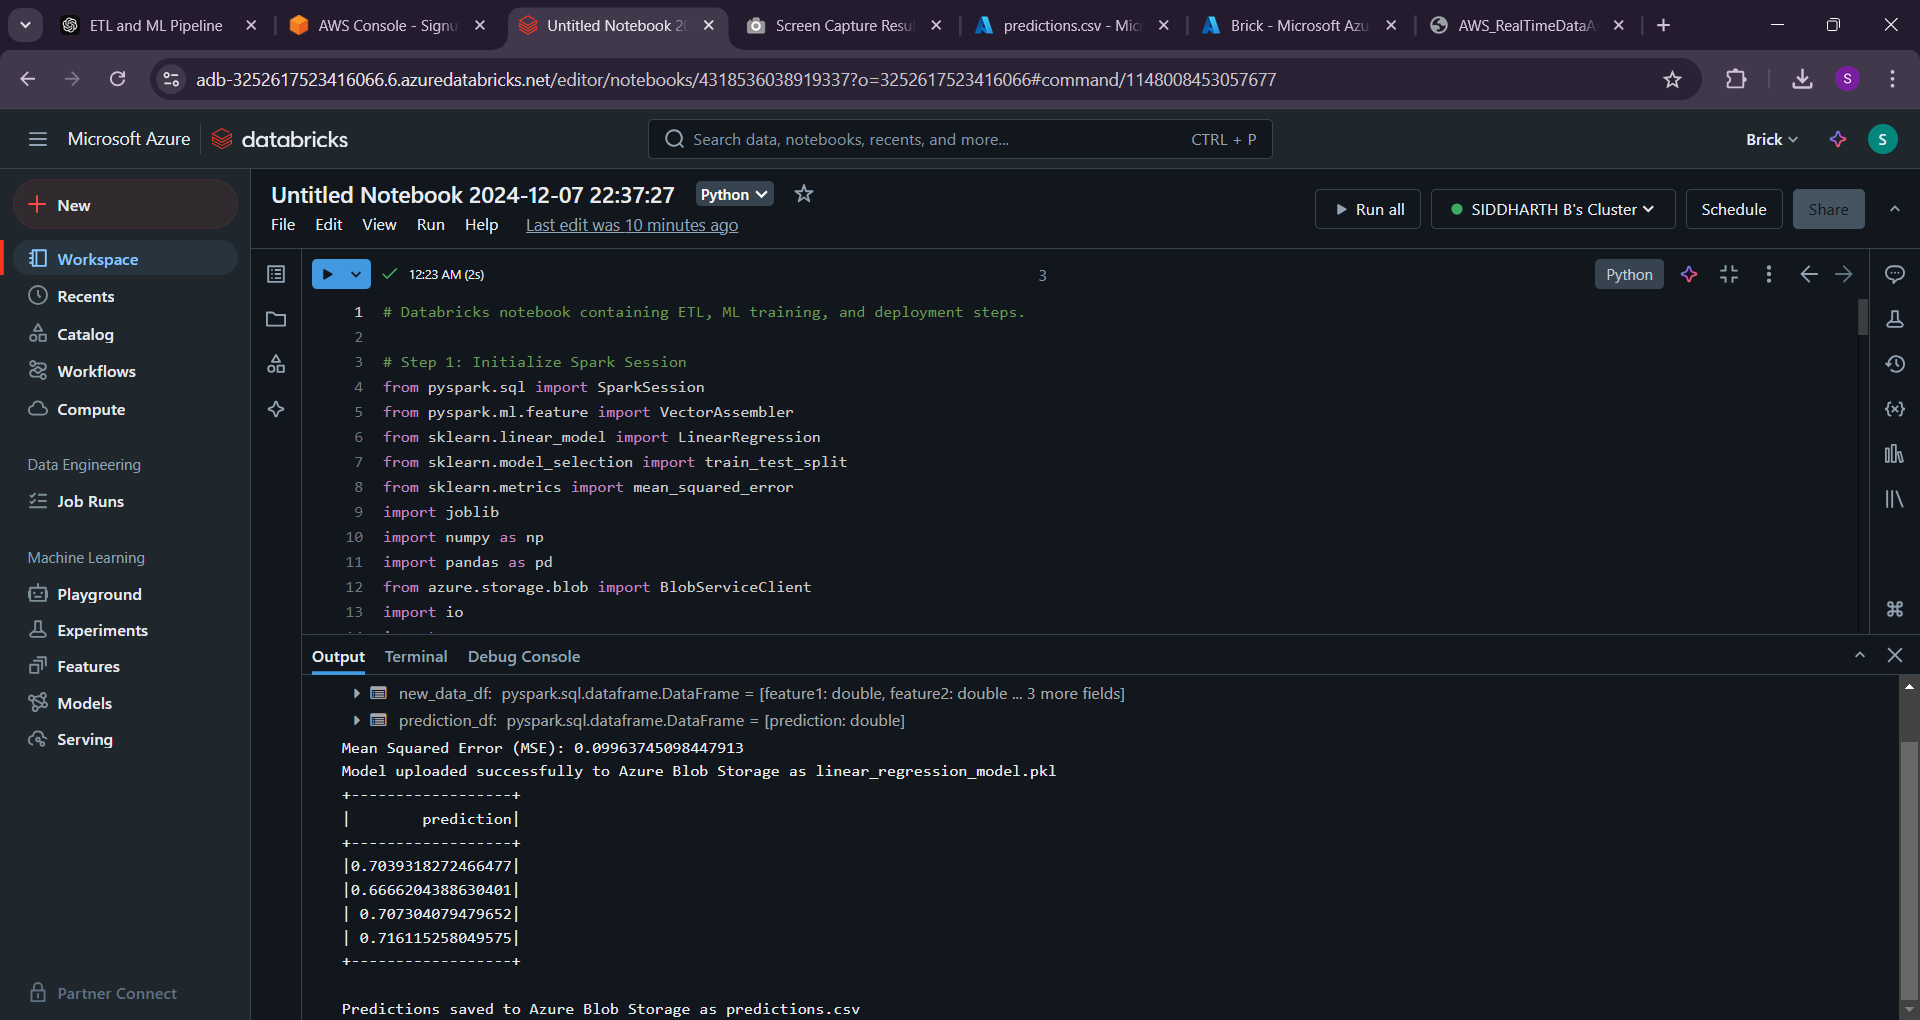 ETL and ML Pipeline
AWS Console - Signu
Untitled Notebook 2
Screen Capture Resul
predictions.csv - Mic
Brick - Microsoft Azu
AWS_RealTimeDataA
adb-3252617523416066.6.azuredatabricks.net/editor/notebooks/4318536038919337?o=3252617523416066#command/1148008453057677
S
Microsoft Azure
databricks
Search data, notebooks, recents, and more...
CTRL + P
Brick
S
New
Workspace
Recents
Catalog
Workflows
Compute
Data Engineering
Job Runs
Machine Learning
Playground
Experiments
Features
Models
Serving
Partner Connect
Untitled Notebook 2024-12-07 22:37:27
Python
File Edit View Run Help Last edit was 10 minutes ago
Run all
SIDDHARTH B's Cluster
Schedule
Share
12:23 AM (2s)
3
Python
1 # Databricks notebook containing ETL, ML training, and deployment steps.
2
3 # Step 1: Initialize Spark Session
4 from pyspark.sql import SparkSession
5 from pyspark.ml.feature import VectorAssembler
6 from sklearn.linear_model import LinearRegression
7 from sklearn.model_selection import train_test_split
8 from sklearn.metrics import mean_squared_error
9 import joblib
10 import numpy as np
11 import pandas as pd
12 from azure.storage.blob import BlobServiceClient
13 import io
Output Terminal Debug Console
new_data_df: pyspark.sql.dataframe.DataFrame = [feature1: double, feature2: double ... 3 more fields]
prediction_df: pyspark.sql.dataframe.DataFrame = [prediction: double]
Mean Squared Error (MSE): 0.09963745098447913
Model uploaded successfully to Azure Blob Storage as linear_regression_model.pkl
+------------------+
|        prediction|
+------------------+
|0.7039318272466477|
|0.6666204388630401|
| 0.707304079479652|
| 0.716115258049575|
+------------------+
Predictions saved to Azure Blob Storage as predictions.csv